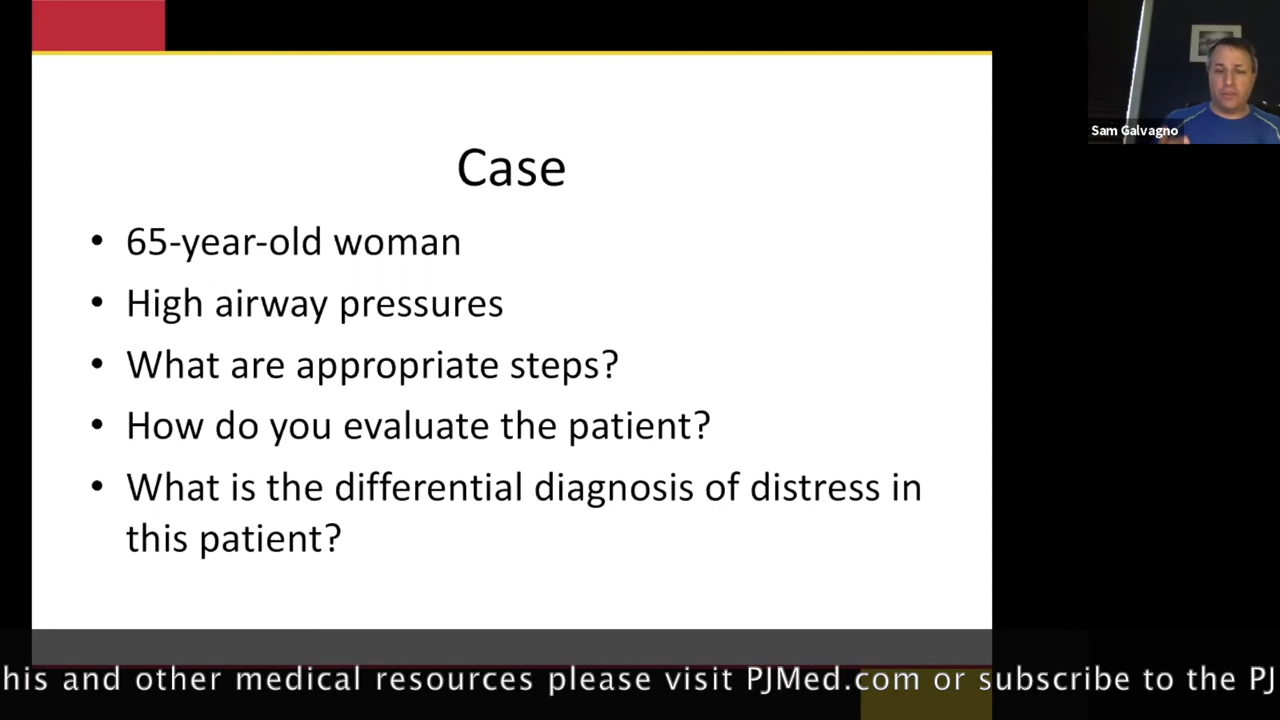 Case
• 65-year-old woman
• High airway pressures
• What are appropriate steps?
• How do you evaluate the patient?
• What is the differential diagnosis of distress in
this patient?
Sam Galvagno
his and other medical resources please visit PJMed.com or subscribe to the PJ